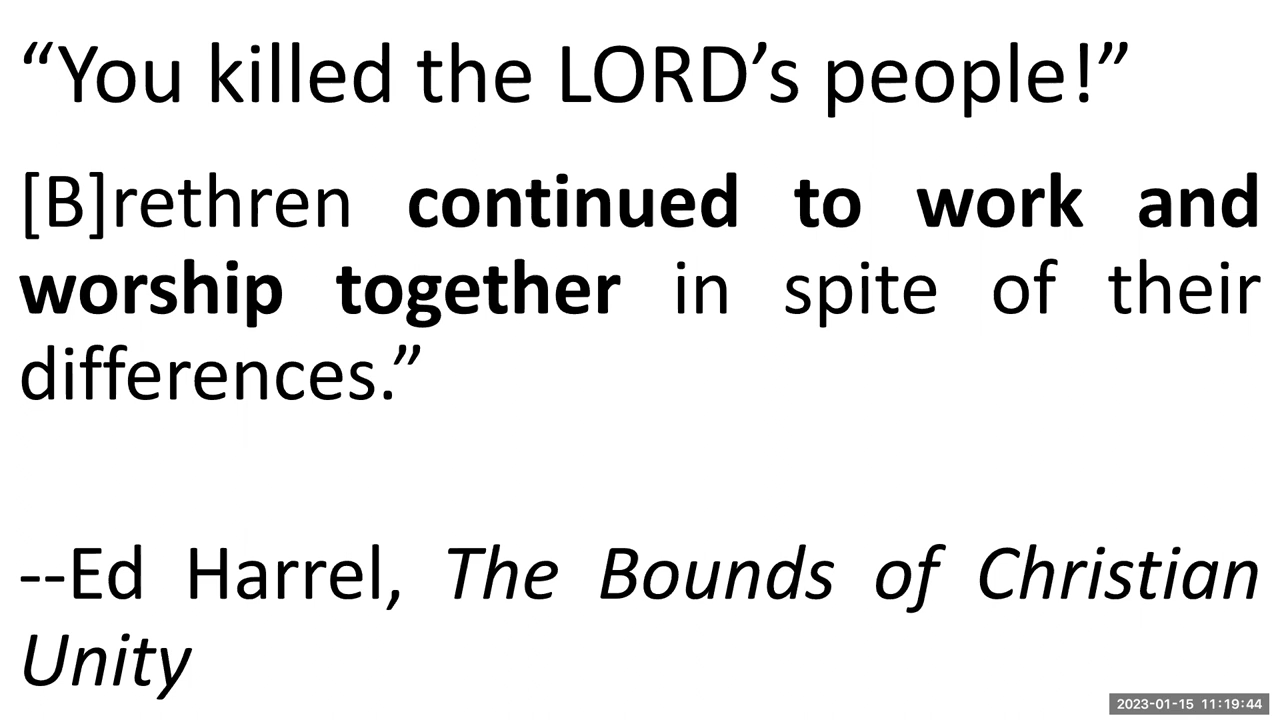 “You killed the LORD’s people!”
[B]rethren continued to work and
worship together in spite of their
differences.”
--Ed Harrel, The Bounds of Christian
Unity
2023-01-15 11:19:44